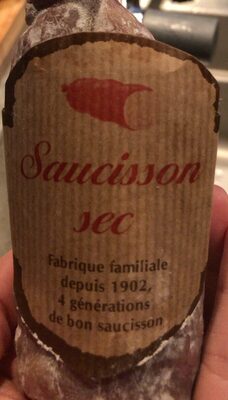 Saucisson
sec
Fabrique familiale
depuis 1902,
4 générations
de bon saucisson